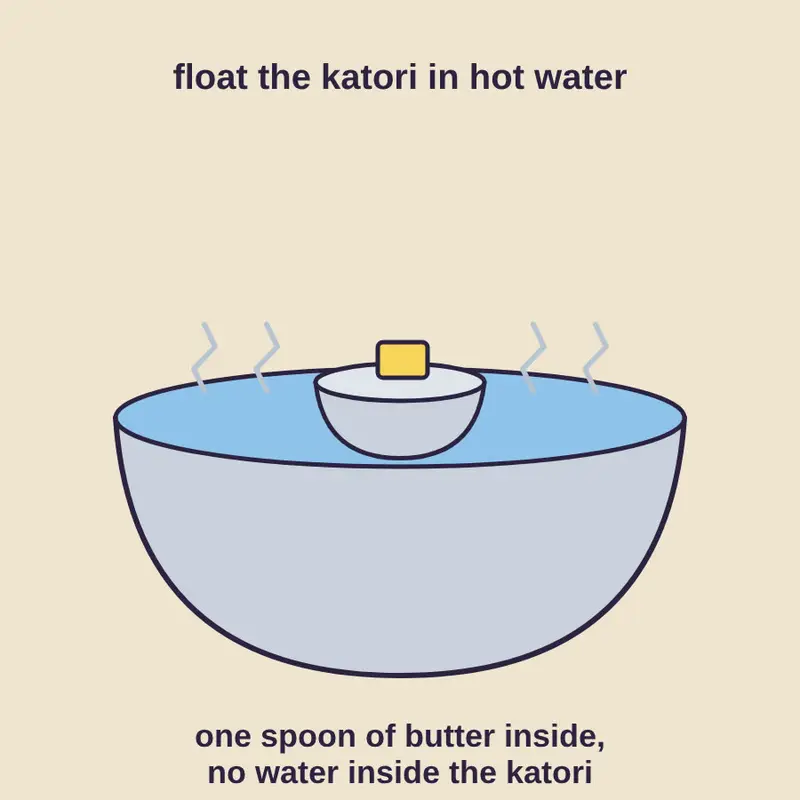 float the katori in hot water
one spoon of butter inside,
no water inside the katori